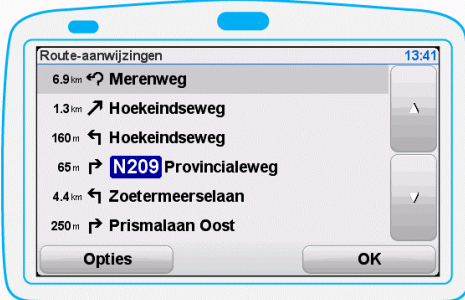 Route-aanwijzingen 13:41
6.9 km Merenweg
1.3 km Hoekeindseweg
160 m Hoekeindseweg
65 m N209 Provincialeweg
4.4 km Zoetermeerselaan
250 m Prismalaan Oost
Opties OK